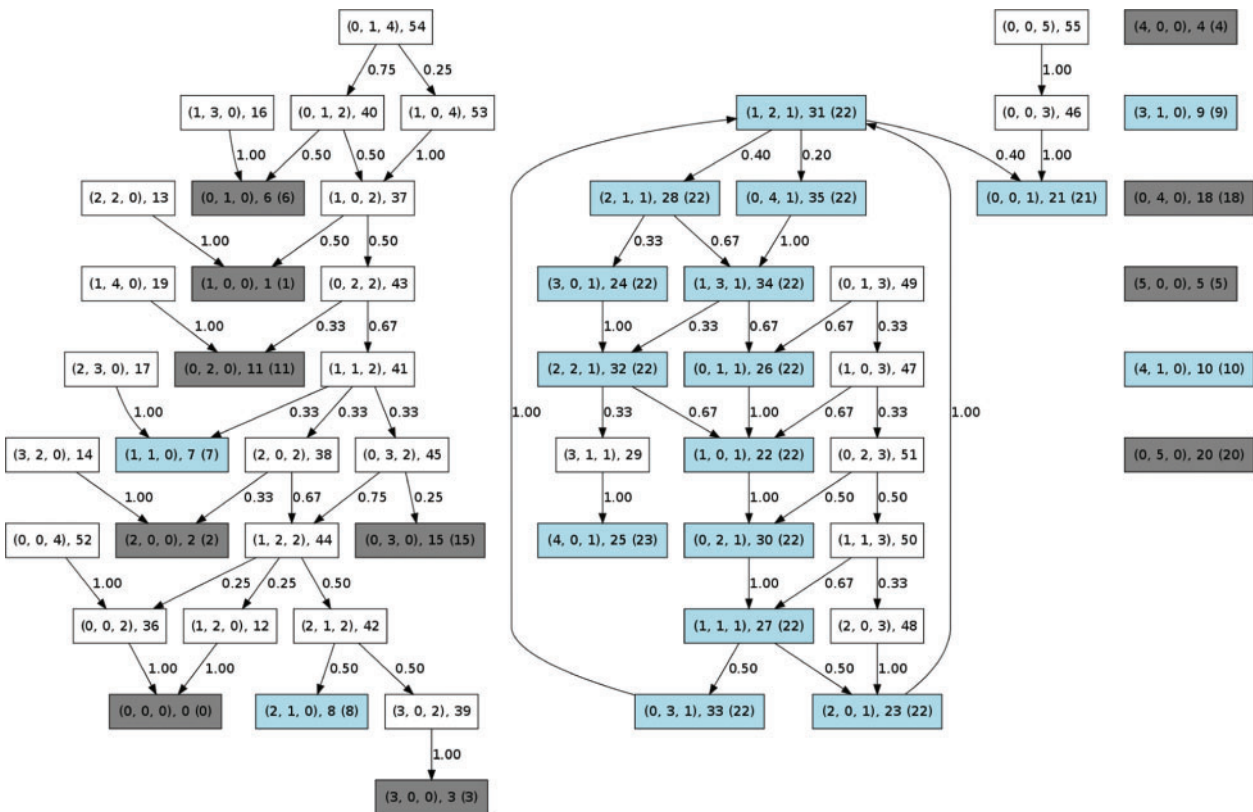 (0, 1, 4), 54
(0, 0, 5), 55
(4, 0, 0), 4 (4)
0.75
0.25
1.00
(1, 3, 0), 16
(0, 1, 2), 40
(1, 0, 4), 53
(1, 2, 1), 31 (22)
(0, 0, 3), 46
(3, 1, 0), 9 (9)
1.00
0.50
0.50
1.00
0.40
0.20
0.40
1.00
(2, 2, 0), 13
(0, 1, 0), 6 (6)
(1, 0, 2), 37
(2, 1, 1), 28 (22)
(0, 4, 1), 35 (22)
(0, 0, 1), 21 (21)
(0, 4, 0), 18 (18)
1.00
0.50
0.50
0.33
0.67
1.00
(1, 4, 0), 19
(1, 0, 0), 1 (1)
(0, 2, 2), 43
(3, 0, 1), 24 (22)
(1, 3, 1), 34 (22)
(0, 1, 3), 49
(5, 0, 0), 5 (5)
1.00
0.33
0.67
1.00
0.33
0.67
0.67
0.33
(2, 3, 0), 17
(0, 2, 0), 11 (11)
(1, 1, 2), 41
(2, 2, 1), 32 (22)
(0, 1, 1), 26 (22)
(1, 0, 3), 47
(4, 1, 0), 10 (10)
1.00
0.33
0.33
0.33
1.00
0.33
0.67
1.00
0.67
0.33
1.00
(3, 2, 0), 14
(1, 1, 0), 7 (7)
(2, 0, 2), 38
(0, 3, 2), 45
(3, 1, 1), 29
(1, 0, 1), 22 (22)
(0, 2, 3), 51
(0, 5, 0), 20 (20)
1.00
0.33
0.67
0.75
0.25
1.00
1.00
0.50
0.50
(0, 0, 4), 52
(2, 0, 0), 2 (2)
(1, 2, 2), 44
(0, 3, 0), 15 (15)
(4, 0, 1), 25 (23)
(0, 2, 1), 30 (22)
(1, 1, 3), 50
1.00
0.25
0.25
0.50
1.00
0.67
0.33
(0, 0, 2), 36
(1, 2, 0), 12
(2, 1, 2), 42
(1, 1, 1), 27 (22)
(2, 0, 3), 48
1.00
1.00
0.50
0.50
0.50
0.50
1.00
(0, 0, 0), 0 (0)
(2, 1, 0), 8 (8)
(3, 0, 2), 39
(0, 3, 1), 33 (22)
(2, 0, 1), 23 (22)
1.00
(3, 0, 0), 3 (3)